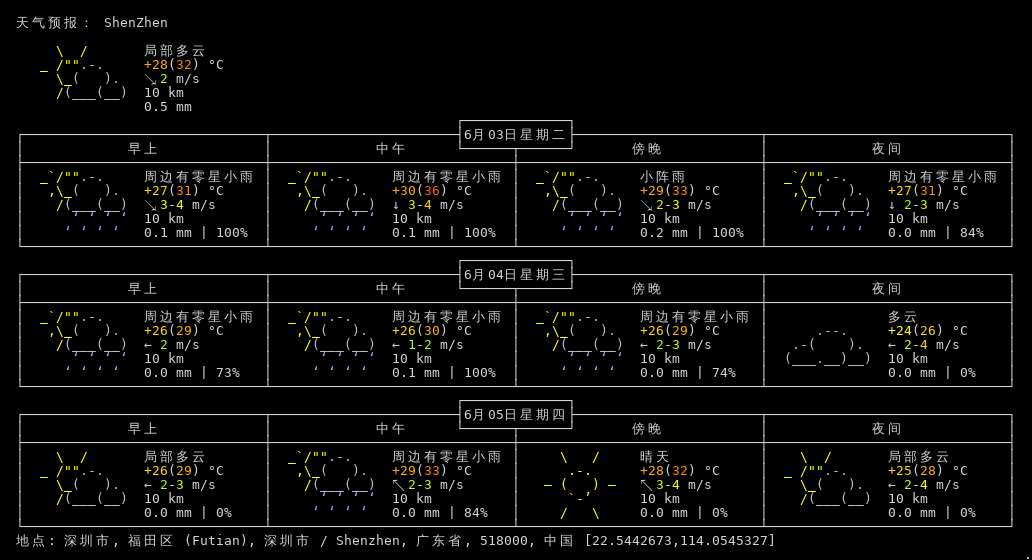 天气预报： ShenZhen
局部多云
+28(32) °C
↘ 2 m/s
10 km
0.5 mm
6月03日星期二
早上 中午 傍晚 夜间
周边有零星小雨 周边有零星小雨 小阵雨 周边有零星小雨
+27(31) °C +30(36) °C +29(33) °C +27(31) °C
↘ 3-4 m/s ↓ 3-4 m/s ↘ 2-3 m/s ↓ 2-3 m/s
10 km 10 km 10 km 10 km
0.1 mm | 100% 0.1 mm | 100% 0.2 mm | 100% 0.0 mm | 84%
6月04日星期三
早上 中午 傍晚 夜间
周边有零星小雨 周边有零星小雨 周边有零星小雨 多云
+26(29) °C +26(30) °C +26(29) °C +24(26) °C
← 2 m/s ← 1-2 m/s ← 2-3 m/s ← 2-4 m/s
10 km 10 km 10 km 10 km
0.0 mm | 73% 0.1 mm | 100% 0.0 mm | 74% 0.0 mm | 0%
6月05日星期四
早上 中午 傍晚 夜间
局部多云 周边有零星小雨 晴天 局部多云
+26(29) °C +29(33) °C +28(32) °C +25(28) °C
← 2-3 m/s ↖ 2-3 m/s ↖ 3-4 m/s ← 2-4 m/s
10 km 10 km 10 km 10 km
0.0 mm | 0% 0.0 mm | 84% 0.0 mm | 0% 0.0 mm | 0%
地点: 深圳市, 福田区 (Futian), 深圳市 / Shenzhen, 广东省, 518000, 中国 [22.5442673,114.0545327]